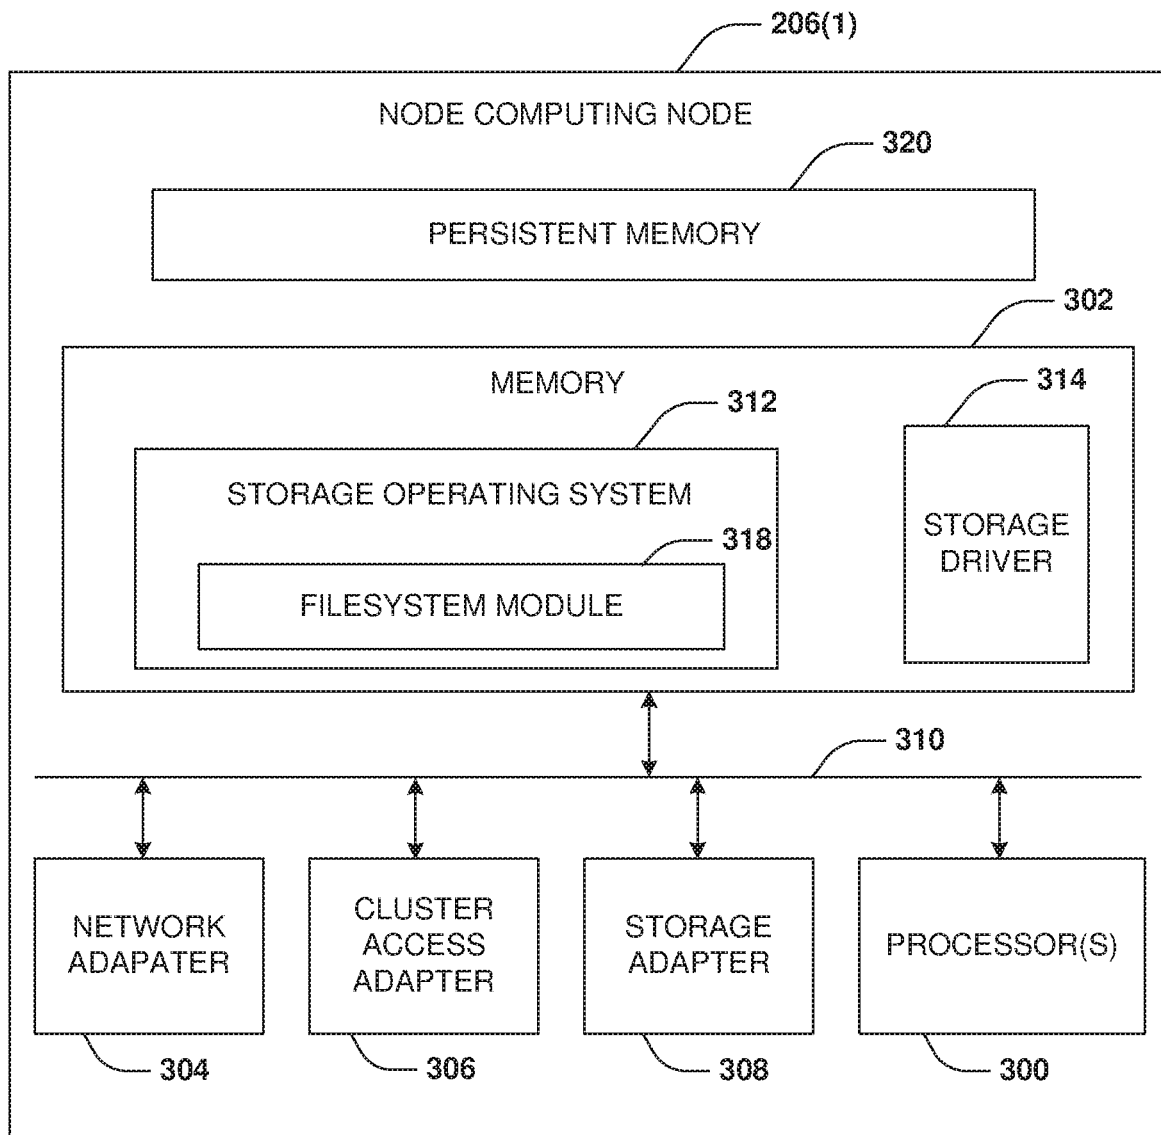 206(1)
NODE COMPUTING NODE
320
PERSISTENT MEMORY
302
MEMORY
314
312
STORAGE OPERATING SYSTEM
STORAGE
DRIVER
318
FILESYSTEM MODULE
310
NETWORK
ADAPATER
CLUSTER
ACCESS
ADAPTER
STORAGE
ADAPTER
PROCESSOR(S)
304
306
308
300